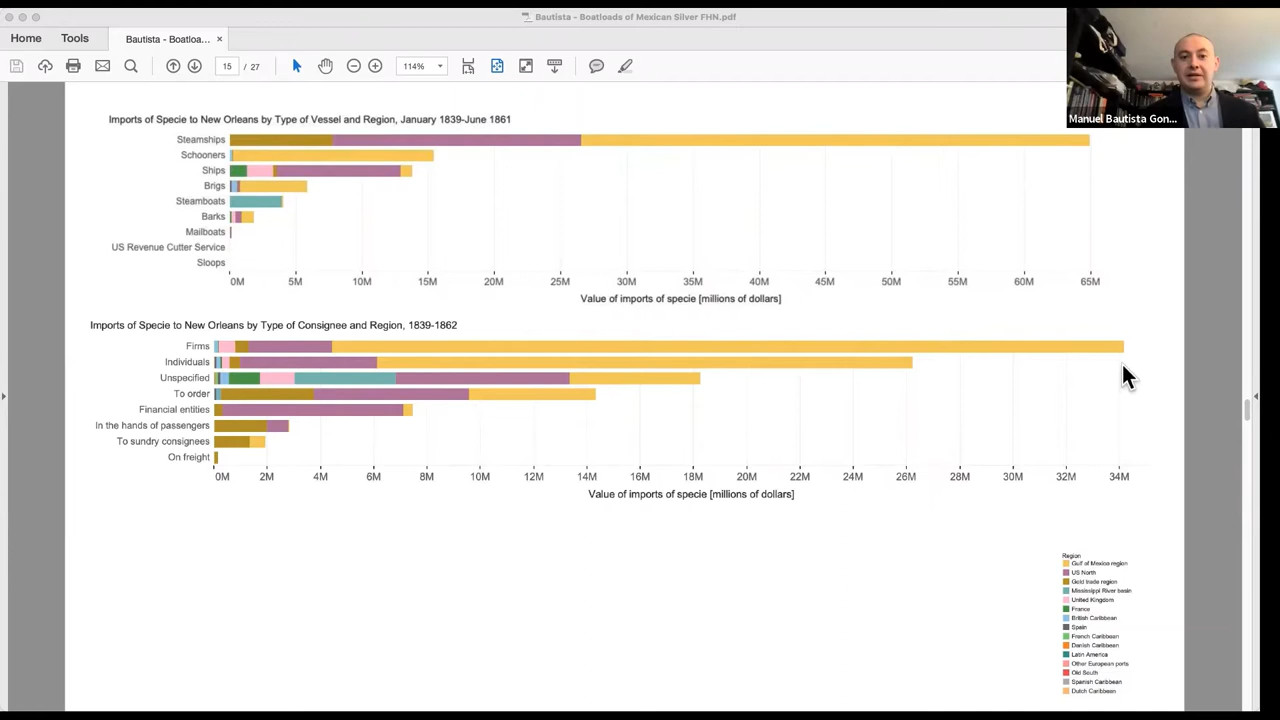 Bautista - Boatloads of Mexican Silver FHN.pdf
Home Tools Bautista - Boatloa... ×
15 / 27 114%
Manuel Bautista Gon...
Imports of Specie to New Orleans by Type of Vessel and Region, January 1839-June 1861
Steamships
Schooners
Ships
Brigs
Steamboats
Barks
Mailboats
US Revenue Cutter Service
Sloops
0M 5M 10M 15M 20M 25M 30M 35M 40M 45M 50M 55M 60M 65M
Value of imports of specie [millions of dollars]
Imports of Specie to New Orleans by Type of Consignee and Region, 1839-1862
Firms
Individuals
Unspecified
To order
Financial entities
In the hands of passengers
To sundry consignees
On freight
0M 2M 4M 6M 8M 10M 12M 14M 16M 18M 20M 22M 24M 26M 28M 30M 32M 34M
Value of imports of specie [millions of dollars]
Region
Gulf of Mexico region
US North
Gold trade region
Mississippi River basin
United Kingdom
France
British Caribbean
Spain
French Caribbean
Danish Caribbean
Latin America
Other European ports
Old South
Spanish Caribbean
Dutch Caribbean